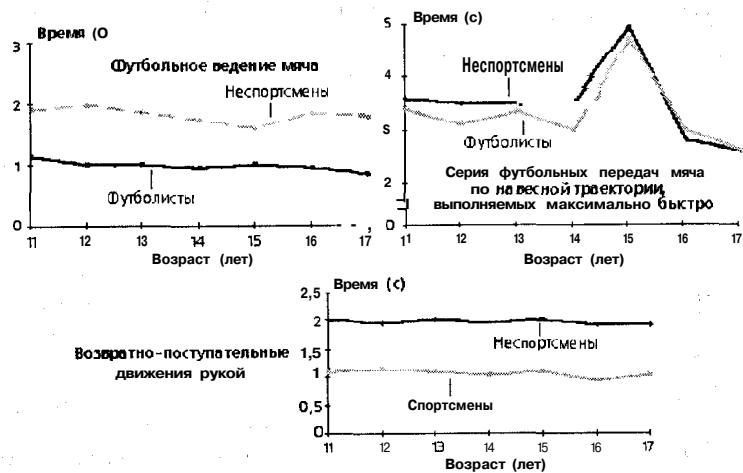 Время (О
Футбольное ведение мяча
Неспортсмены
Футболисты
3
2
1
0
11 12 13 14 15 16 17
Возраст (лет)
Время (с)
Неспортсмены
Футболисты
Серия футбольных передач мяча
по навесной траектории,
выполняемых максимально быстро
5
4
S
2
0
11 12 13 14 15 16 17
Возраст (лет)
Время (с)
Возвратно-поступательные
движения рукой
Неспортсмены
Спортсмены
2,5
2
1,5
1
0,5
0
11 12 13 14 15 16 17
Возраст (лет)